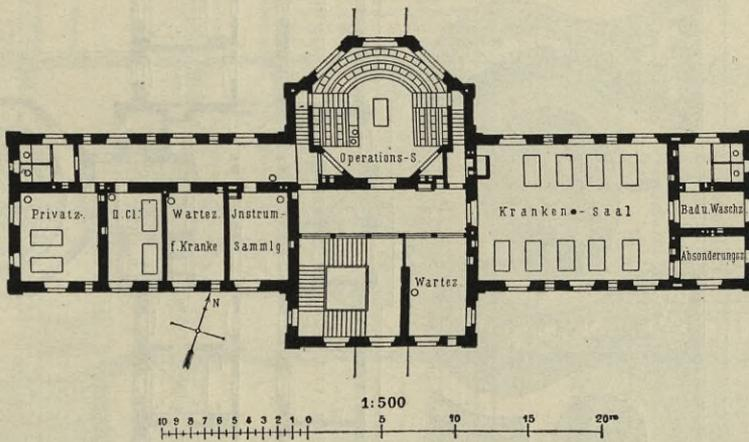 Operations-S.
Privatz.
II.Cl.
Wartez.
f.Kranke
Jnstrum.-
Sammlg
Kranken-Saal
Bad u. Waschz.
Absonderungsz.
Wartez.
N
1:500
10 9 8 7 6 5 4 3 2 1 0 5 10 15 20m